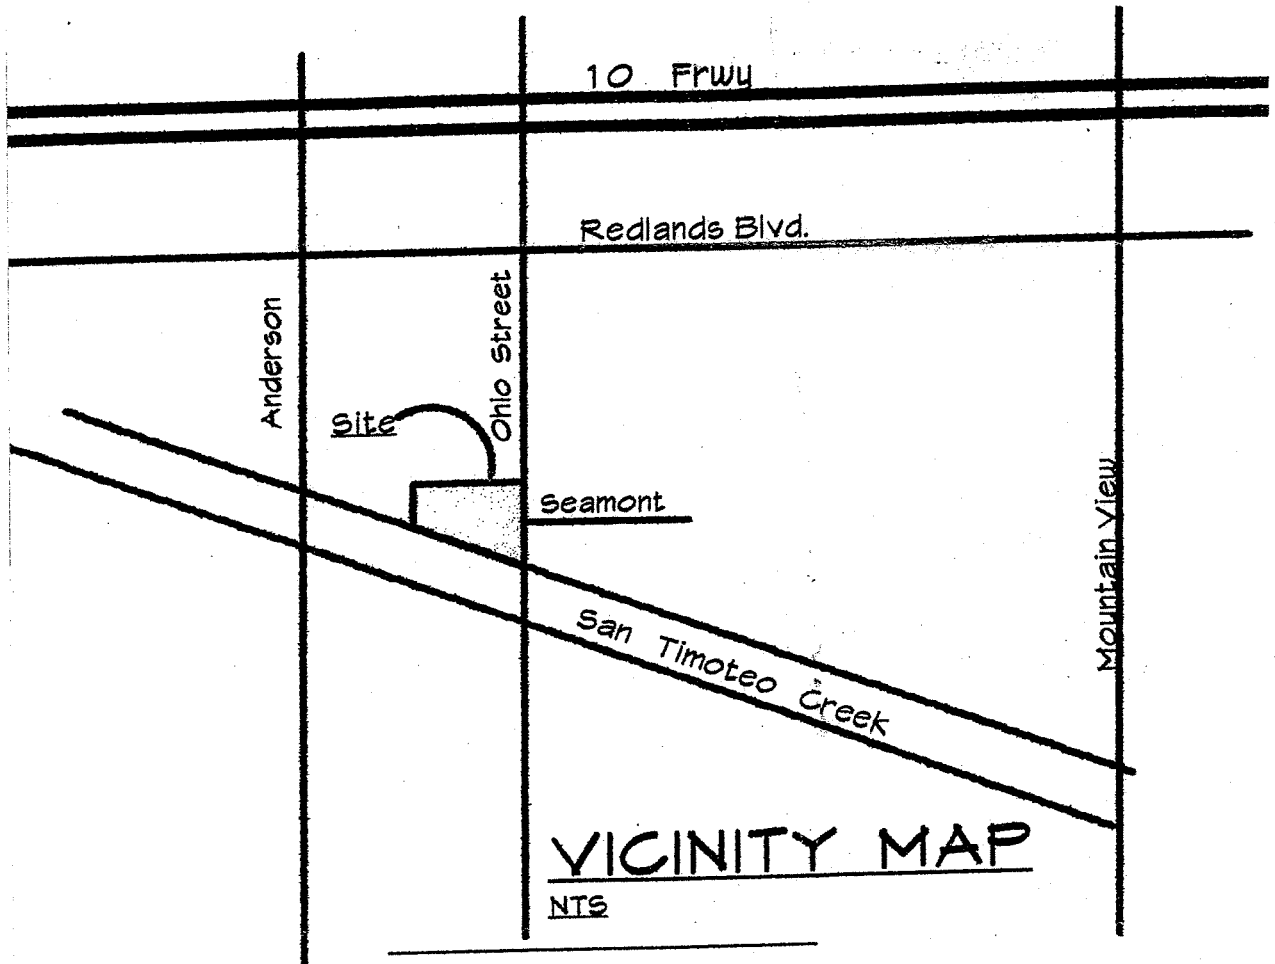 10 Frwy
Redlands Blvd.
Anderson
Ohio Street
Site
Seamont
Mountain View
San Timoteo Creek
VICINITY MAP
NTS